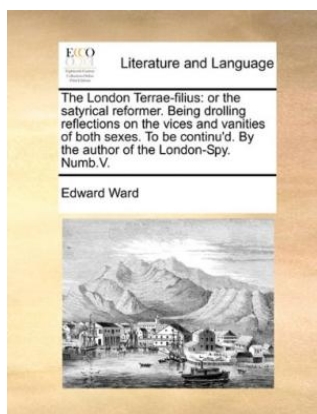 ECCO
Literature and Language
The London Terrae-filius: or the
satyrical reformer. Being drolling
reflections on the vices and vanities
of both sexes. To be continu'd. By
the author of the London-Spy.
Numb.V.
Edward Ward